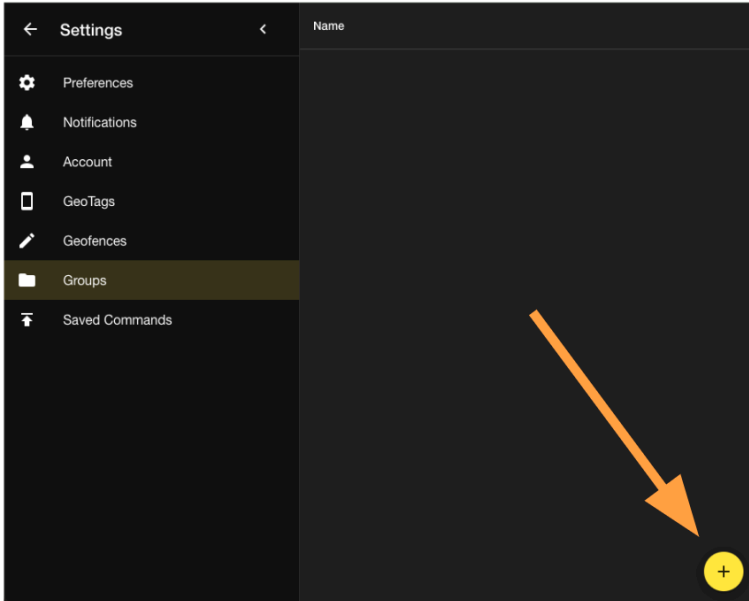 Settings
Name
Preferences
Notifications
Account
GeoTags
Geofences
Groups
Saved Commands